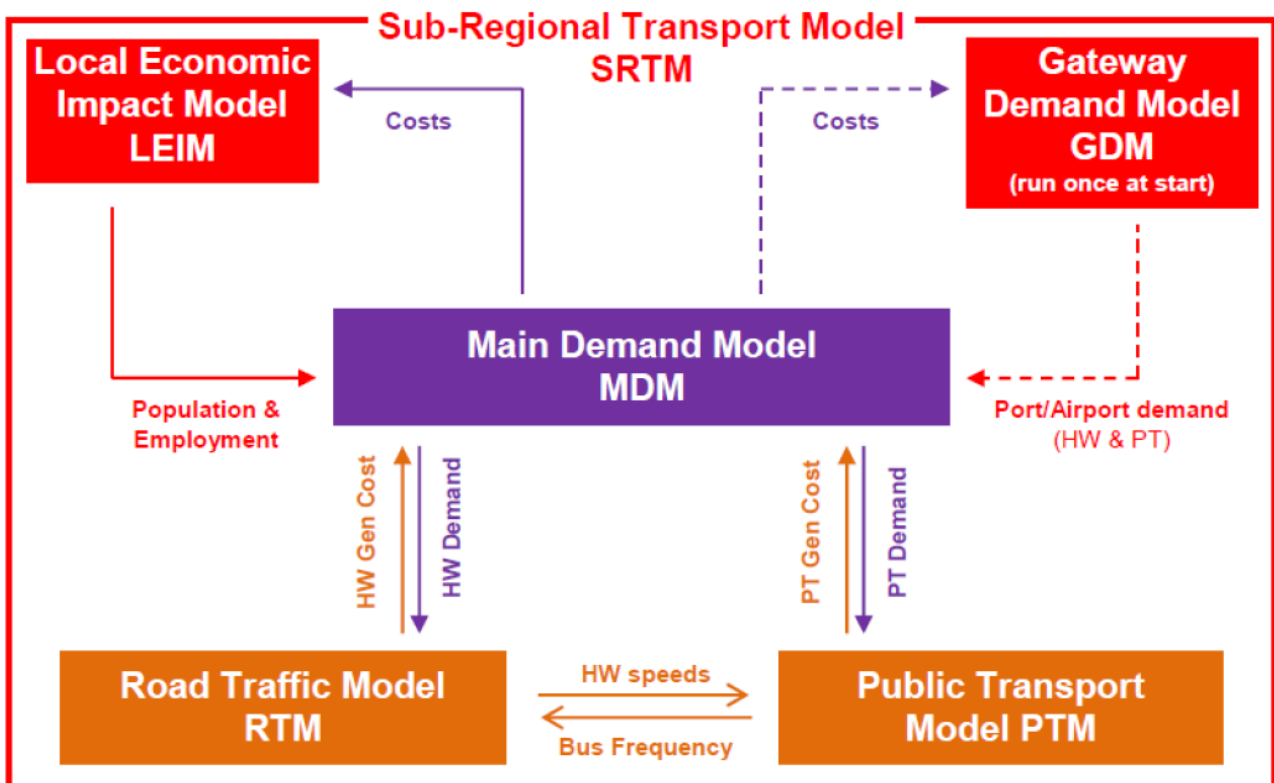 Sub-Regional Transport Model
SRTM
Local Economic
Impact Model
LEIM
Costs
Costs
Gateway
Demand Model
GDM
(run once at start)
Main Demand Model
MDM
Population &
Employment
Port/Airport demand
(HW & PT)
HW Gen Cost
HW Demand
PT Gen Cost
PT Demand
Road Traffic Model
RTM
HW speeds
Bus Frequency
Public Transport
Model PTM